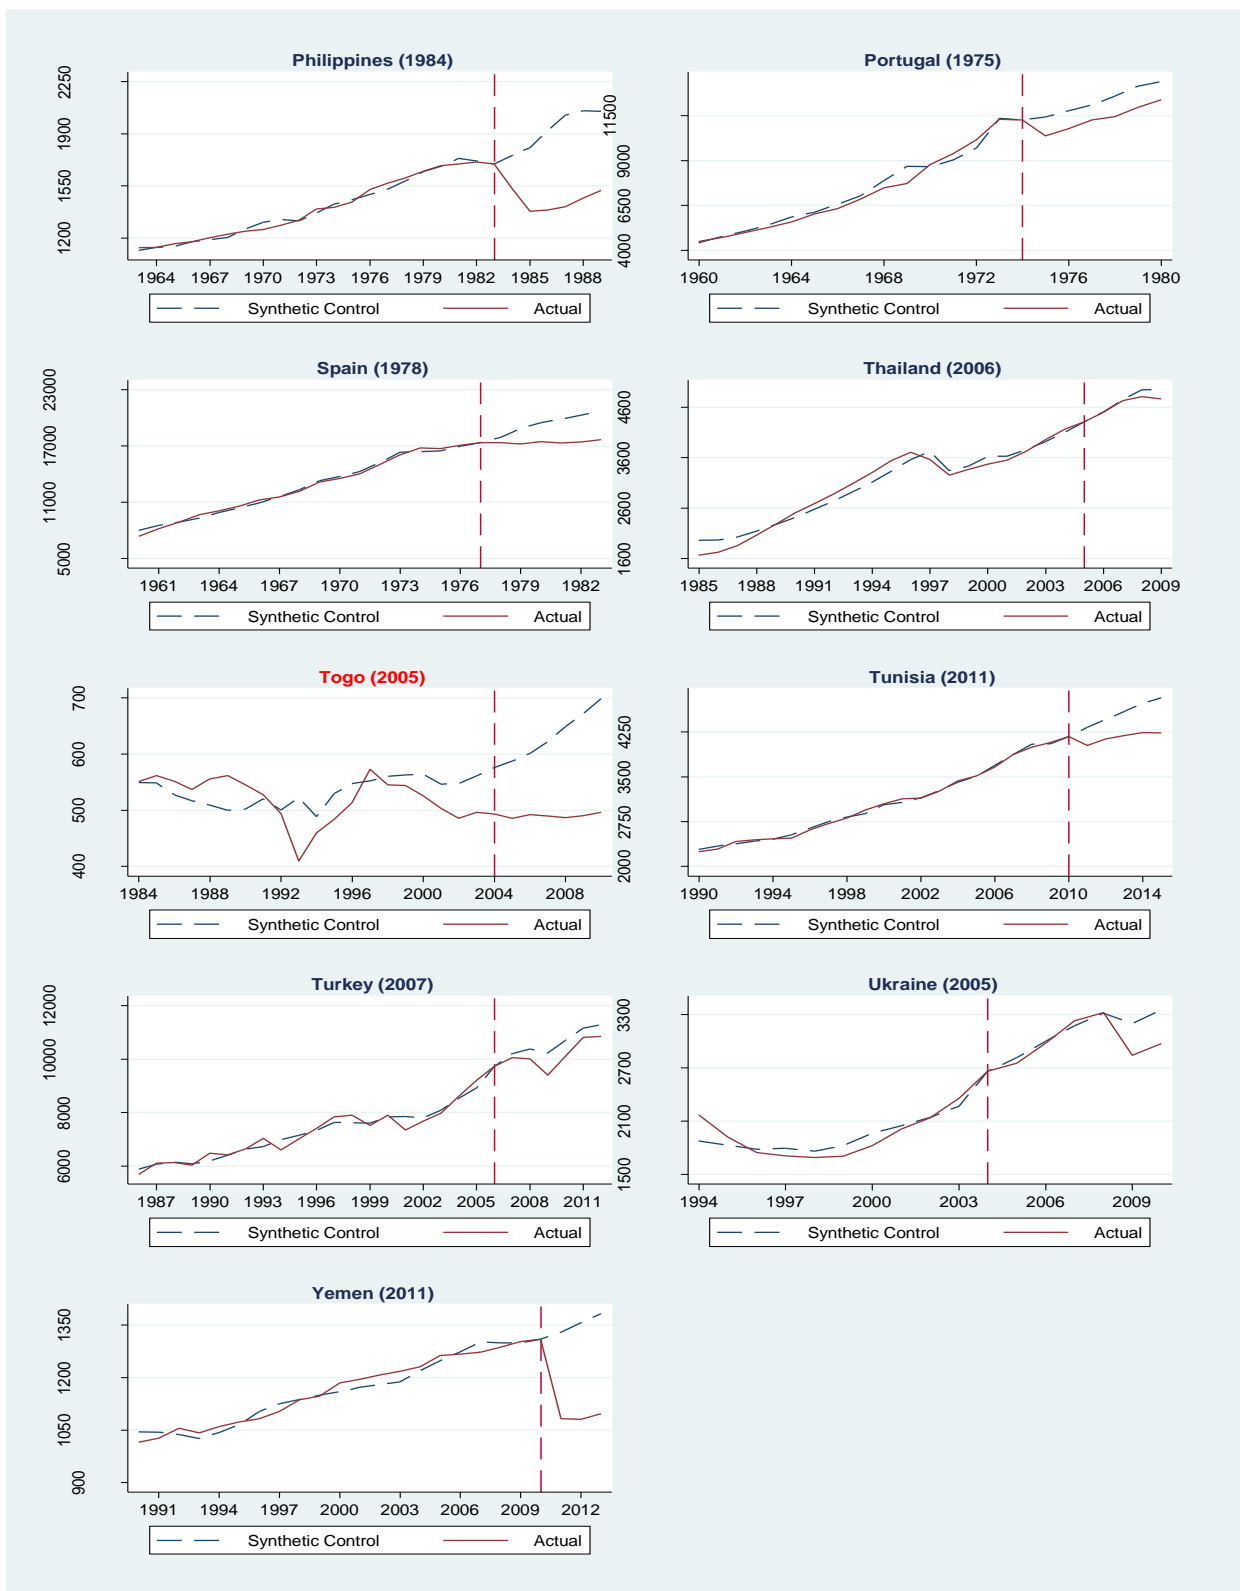 Philippines (1984)
2250
1900
1550
1200
1964 1967 1970 1973 1976 1979 1982 1985 1988
Synthetic Control Actual
Portugal (1975)
11500
9000
6500
4000
1960 1964 1968 1972 1976 1980
Synthetic Control Actual
Spain (1978)
23000
17000
11000
5000
1961 1964 1967 1970 1973 1976 1979 1982
Synthetic Control Actual
Thailand (2006)
4600
3600
2600
1600
1985 1988 1991 1994 1997 2000 2003 2006 2009
Synthetic Control Actual
Togo (2005)
700
600
500
400
1984 1988 1992 1996 2000 2004 2008
Synthetic Control Actual
Tunisia (2011)
4250
3500
2750
2000
1990 1994 1998 2002 2006 2010 2014
Synthetic Control Actual
Turkey (2007)
12000
10000
8000
6000
1987 1990 1993 1996 1999 2002 2005 2008 2011
Synthetic Control Actual
Ukraine (2005)
3300
2700
2100
1500
1994 1997 2000 2003 2006 2009
Synthetic Control Actual
Yemen (2011)
1350
1200
1050
900
1991 1994 1997 2000 2003 2006 2009 2012
Synthetic Control Actual